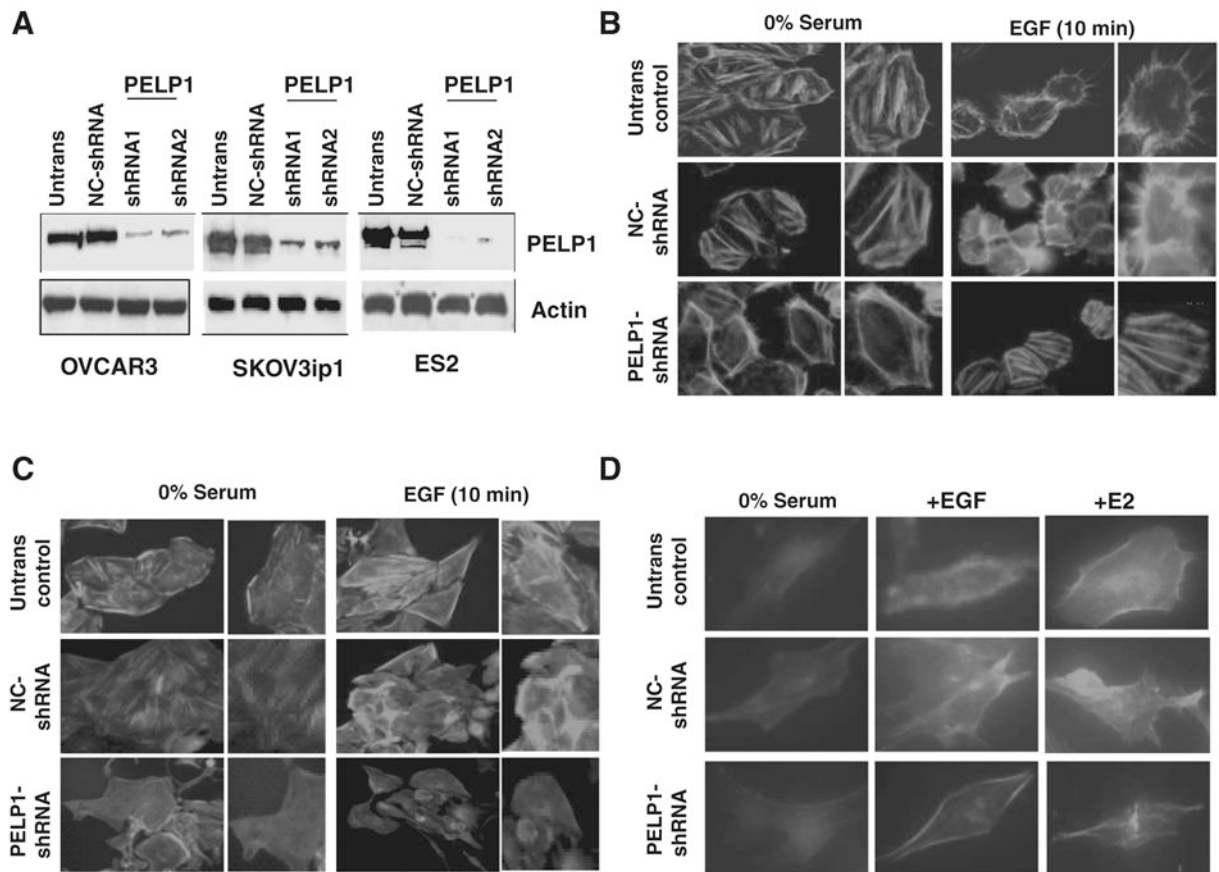 A
PELP1 PELP1 PELP1
Untrans NC-shRNA shRNA1 shRNA2 Untrans NC-shRNA shRNA1 shRNA2 Untrans NC-shRNA shRNA1 shRNA2
PELP1
Actin
OVCAR3 SKOV3ip1 ES2
B
0% Serum EGF (10 min)
Untrans
control
NC-
shRNA
PELP1-
shRNA
C
0% Serum EGF (10 min)
Untrans
control
NC-
shRNA
PELP1-
shRNA
D
0% Serum +EGF +E2
Untrans
control
NC-
shRNA
PELP1-
shRNA